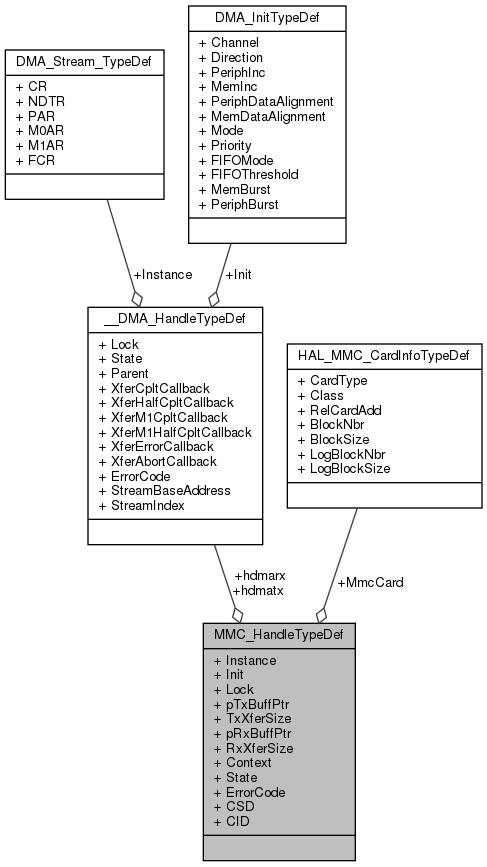 DMA_InitTypeDef
+ Channel
+ Direction
+ PeriphInc
+ MemInc
+ PeriphDataAlignment
+ MemDataAlignment
+ Mode
+ Priority
+ FIFOMode
+ FIFOThreshold
+ MemBurst
+ PeriphBurst
DMA_Stream_TypeDef
+ CR
+ NDTR
+ PAR
+ M0AR
+ M1AR
+ FCR
+Instance
+Init
__DMA_HandleTypeDef
+ Lock
+ State
+ Parent
+ XferCpltCallback
+ XferHalfCpltCallback
+ XferM1CpltCallback
+ XferM1HalfCpltCallback
+ XferErrorCallback
+ XferAbortCallback
+ ErrorCode
+ StreamBaseAddress
+ StreamIndex
HAL_MMC_CardInfoTypeDef
+ CardType
+ Class
+ RelCardAdd
+ BlockNbr
+ BlockSize
+ LogBlockNbr
+ LogBlockSize
+hdmarx
+hdmatx
+MmcCard
MMC_HandleTypeDef
+ Instance
+ Init
+ Lock
+ pTxBuffPtr
+ TxXferSize
+ pRxBuffPtr
+ RxXferSize
+ Context
+ State
+ ErrorCode
+ CSD
+ CID